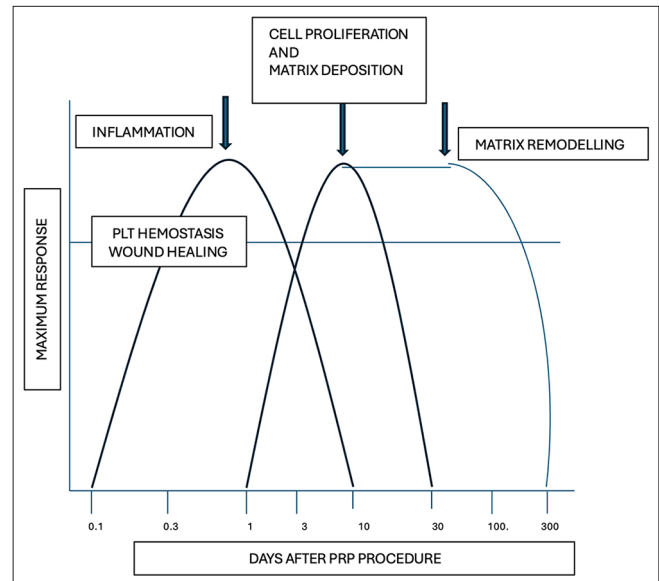 CELL PROLIFERATION
AND
MATRIX DEPOSITION
INFLAMMATION
MATRIX REMODELLING
PLT HEMOSTASIS
WOUND HEALING
MAXIMUM RESPONSE
0.1 0.3 1 3 10 30 100. 300
DAYS AFTER PRP PROCEDURE